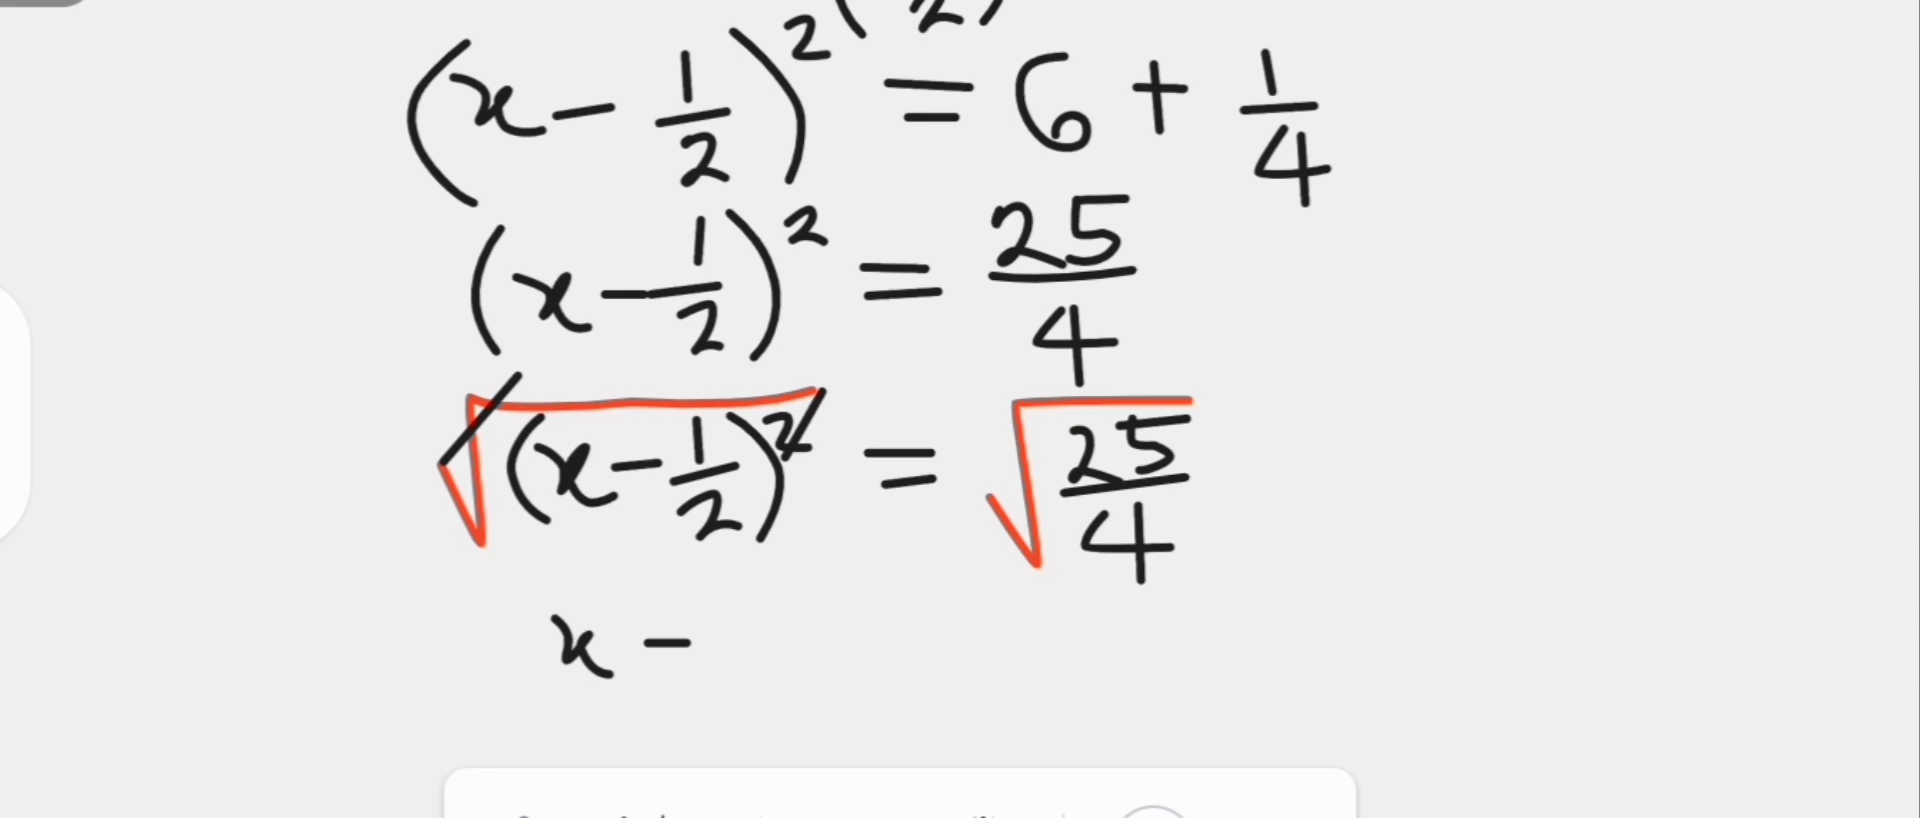 (x - 1/2)² = 6 + 1/4
(x - 1/2)² = 25/4
√(x - 1/2)² = √25/4
x -